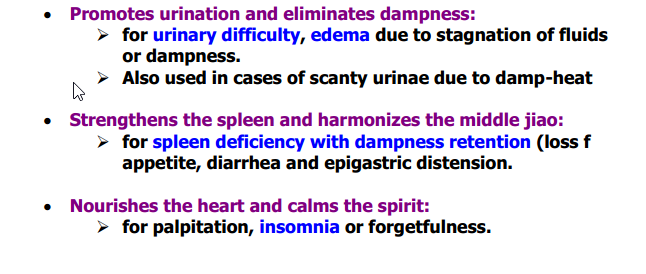 • Promotes urination and eliminates dampness:
➢ for urinary difficulty, edema due to stagnation of fluids
or dampness.
➢ Also used in cases of scanty urinae due to damp-heat
• Strengthens the spleen and harmonizes the middle jiao:
➢ for spleen deficiency with dampness retention (loss f
appetite, diarrhea and epigastric distension.
• Nourishes the heart and calms the spirit:
➢ for palpitation, insomnia or forgetfulness.